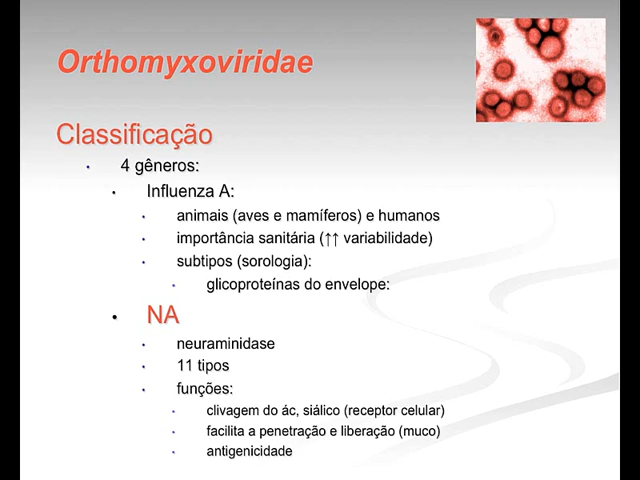 Orthomyxoviridae
Classificação
4 gêneros:
Influenza A:
animais (aves e mamíferos) e humanos
importância sanitária (↑↑ variabilidade)
subtipos (sorologia):
glicoproteínas do envelope:
NA
neuraminidase
11 tipos
funções:
clivagem do ác, siálico (receptor celular)
facilita a penetração e liberação (muco)
antigenicidade